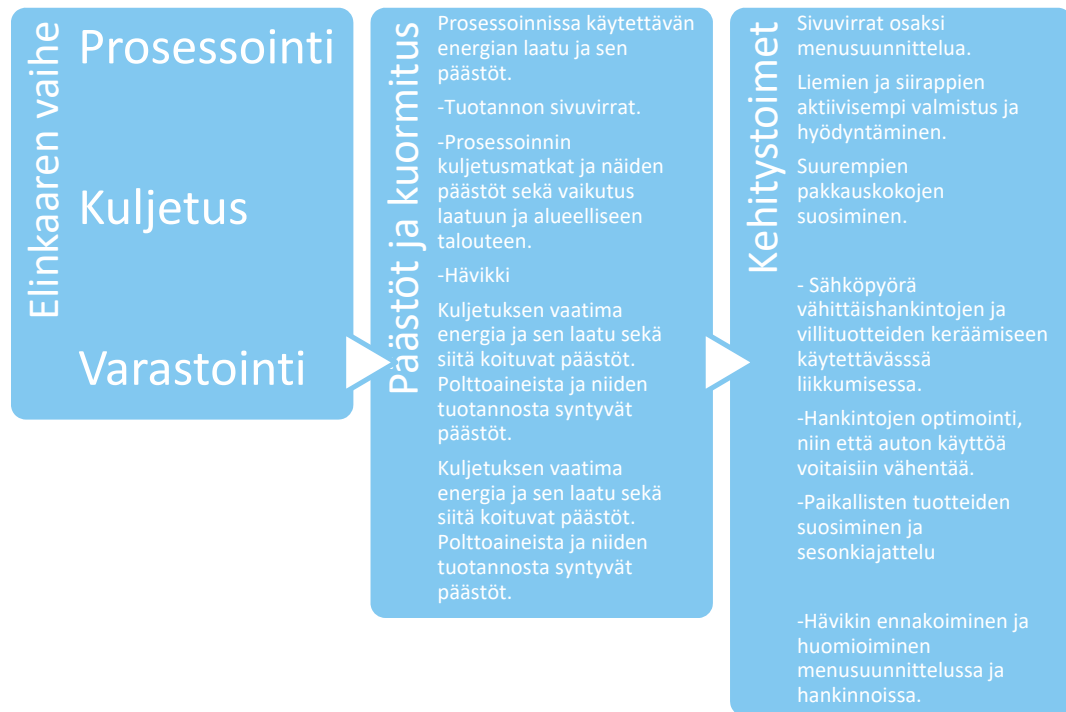 Elinkaaren vaihe
Prosessointi
Kuljetus
Varastointi
Päästöt ja kuormitus
Prosessoinnissa käytettävän
energian laatu ja sen
päästöt.
-Tuotannon sivuvirrat.
-Prosessoinnin
kuljetusmatkat ja näiden
päästöt sekä vaikutus
laatuun ja alueelliseen
talouteen.
-Hävikki
Kuljetuksen vaatima
energia ja sen laatu sekä
siitä koituvat päästöt.
Polttoaineista ja niiden
tuotannosta syntyvät
päästöt.
Kuljetuksen vaatima
energia ja sen laatu sekä
siitä koituvat päästöt.
Polttoaineista ja niiden
tuotannosta syntyvät
päästöt.
Kehitystoimet
Sivuvirrat osaksi
menusuunnittelua.
Liemien ja siirappien
aktiivisempi valmistus ja
hyödyntäminen.
Suurempien
pakkauskokojen
suosiminen.
- Sähköpyörä
vähittäishankintojen ja
villituotteiden keräämiseen
käytettävässsä
liikkumisessa.
-Hankintojen optimointi,
niin että auton käyttöä
voitaisiin vähentää.
-Paikallisten tuotteiden
suosiminen ja
sesonkiajattelu
-Hävikin ennakoiminen ja
huomioiminen
menusuunnittelussa ja
hankinnoissa.